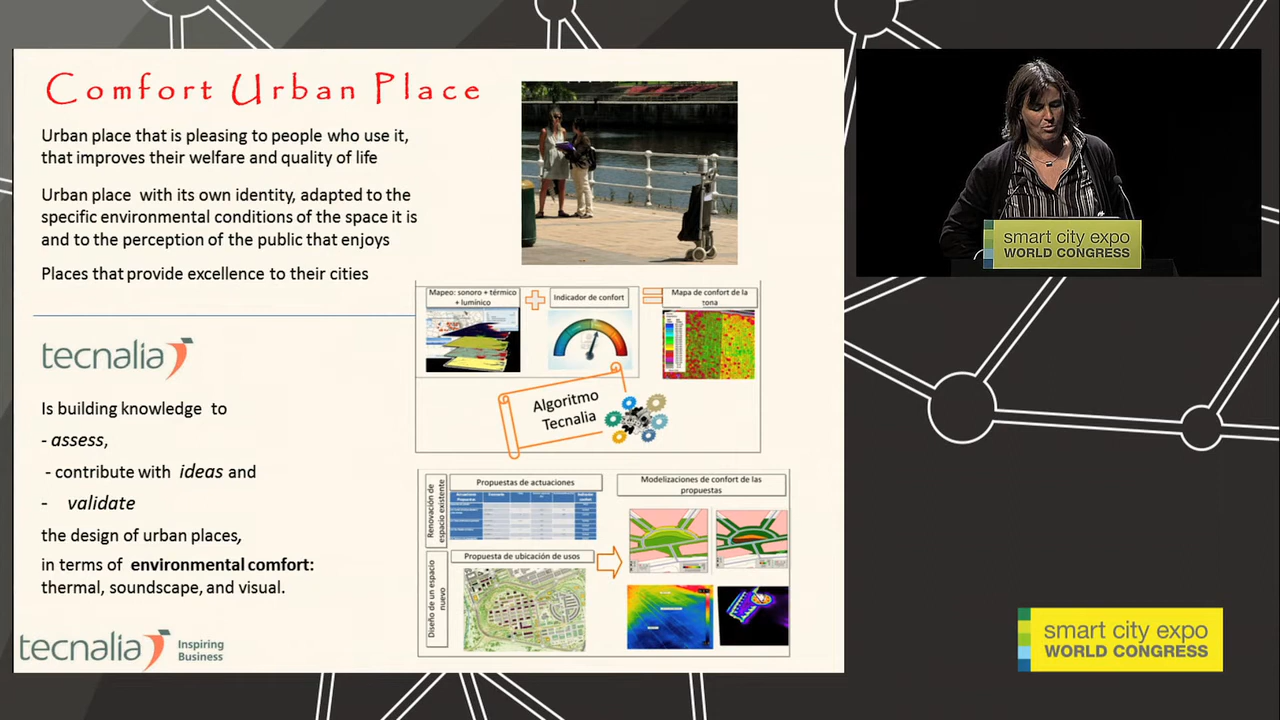 Comfort Urban Place
Urban place that is pleasing to people who use it,
that improves their welfare and quality of life
Urban place with its own identity, adapted to the
specific environmental conditions of the space it is
and to the perception of the public that enjoys
Places that provide excellence to their cities
tecnalia
Is building knowledge to
- assess,
- contribute with ideas and
- validate
the design of urban places,
in terms of environmental comfort:
thermal, soundscape, and visual.
tecnalia
Inspiring
Business
Mapeo: sonoro + térmico
+ lumínico
Indicador de confort
Mapa de confort de la
zona
Algoritmo
Tecnalia
Renovación de
espacio existente
Propuestas de actuaciones
Modelizaciones de confort de las
propuestas
Diseño de un espacio
nuevo
Propuesta de ubicación de usos
smart city expo
WORLD CONGRESS
smart city expo
WORLD CONGRESS